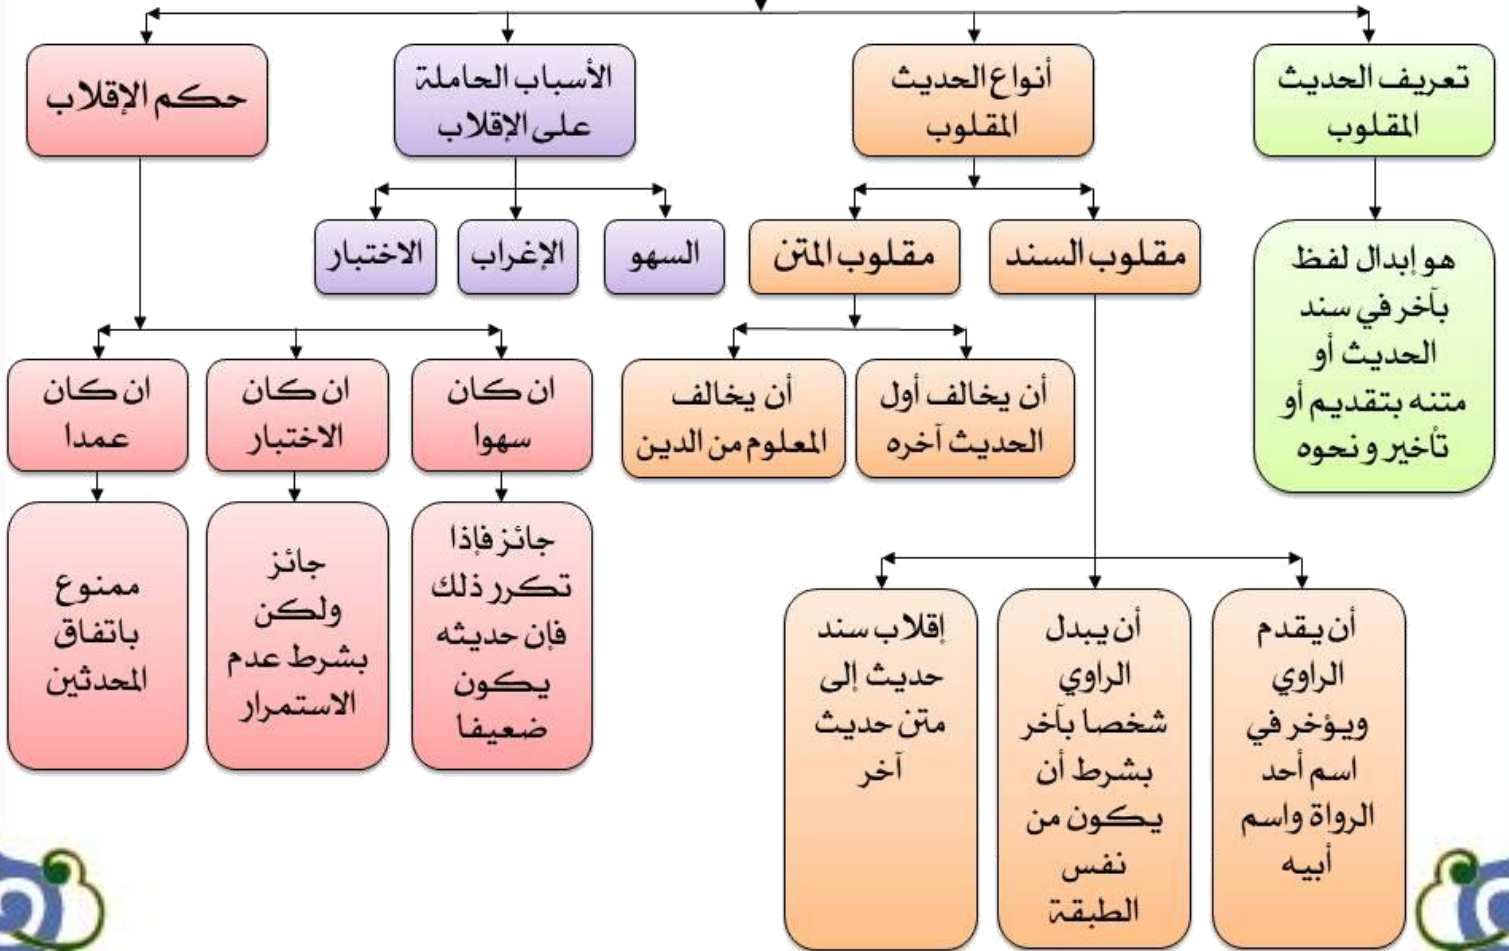 تعريف الحديث
المقلوب
هو إبدال لفظ
بآخر في سند
الحديث أو
متنه بتقديم أو
تأخير و نحوه
أنواع الحديث
المقلوب
مقلوب السند
أن يقدم
الراوي
ويؤخر في
اسم أحد
الرواة واسم
أبيه
أن يبدل
الراوي
شخصا بآخر
بشرط أن
يكون من
نفس
الطبقة
إقلاب سند
حديث إلى
متن حديث
آخر
مقلوب المتن
أن يخالف أول
الحديث آخره
أن يخالف
المعلوم من الدين
الأسباب الحاملة
على الإقلاب
السهو
الإغراب
الاختبار
حكم الإقلاب
ان كان
سهوا
جائز فإذا
تكرر ذلك
فإن حديثه
يكون
ضعيفا
ان كان
الاختبار
جائز
ولكن
بشرط عدم
الاستمرار
ان كان
عمدا
ممنوع
باتفاق
المحدثين